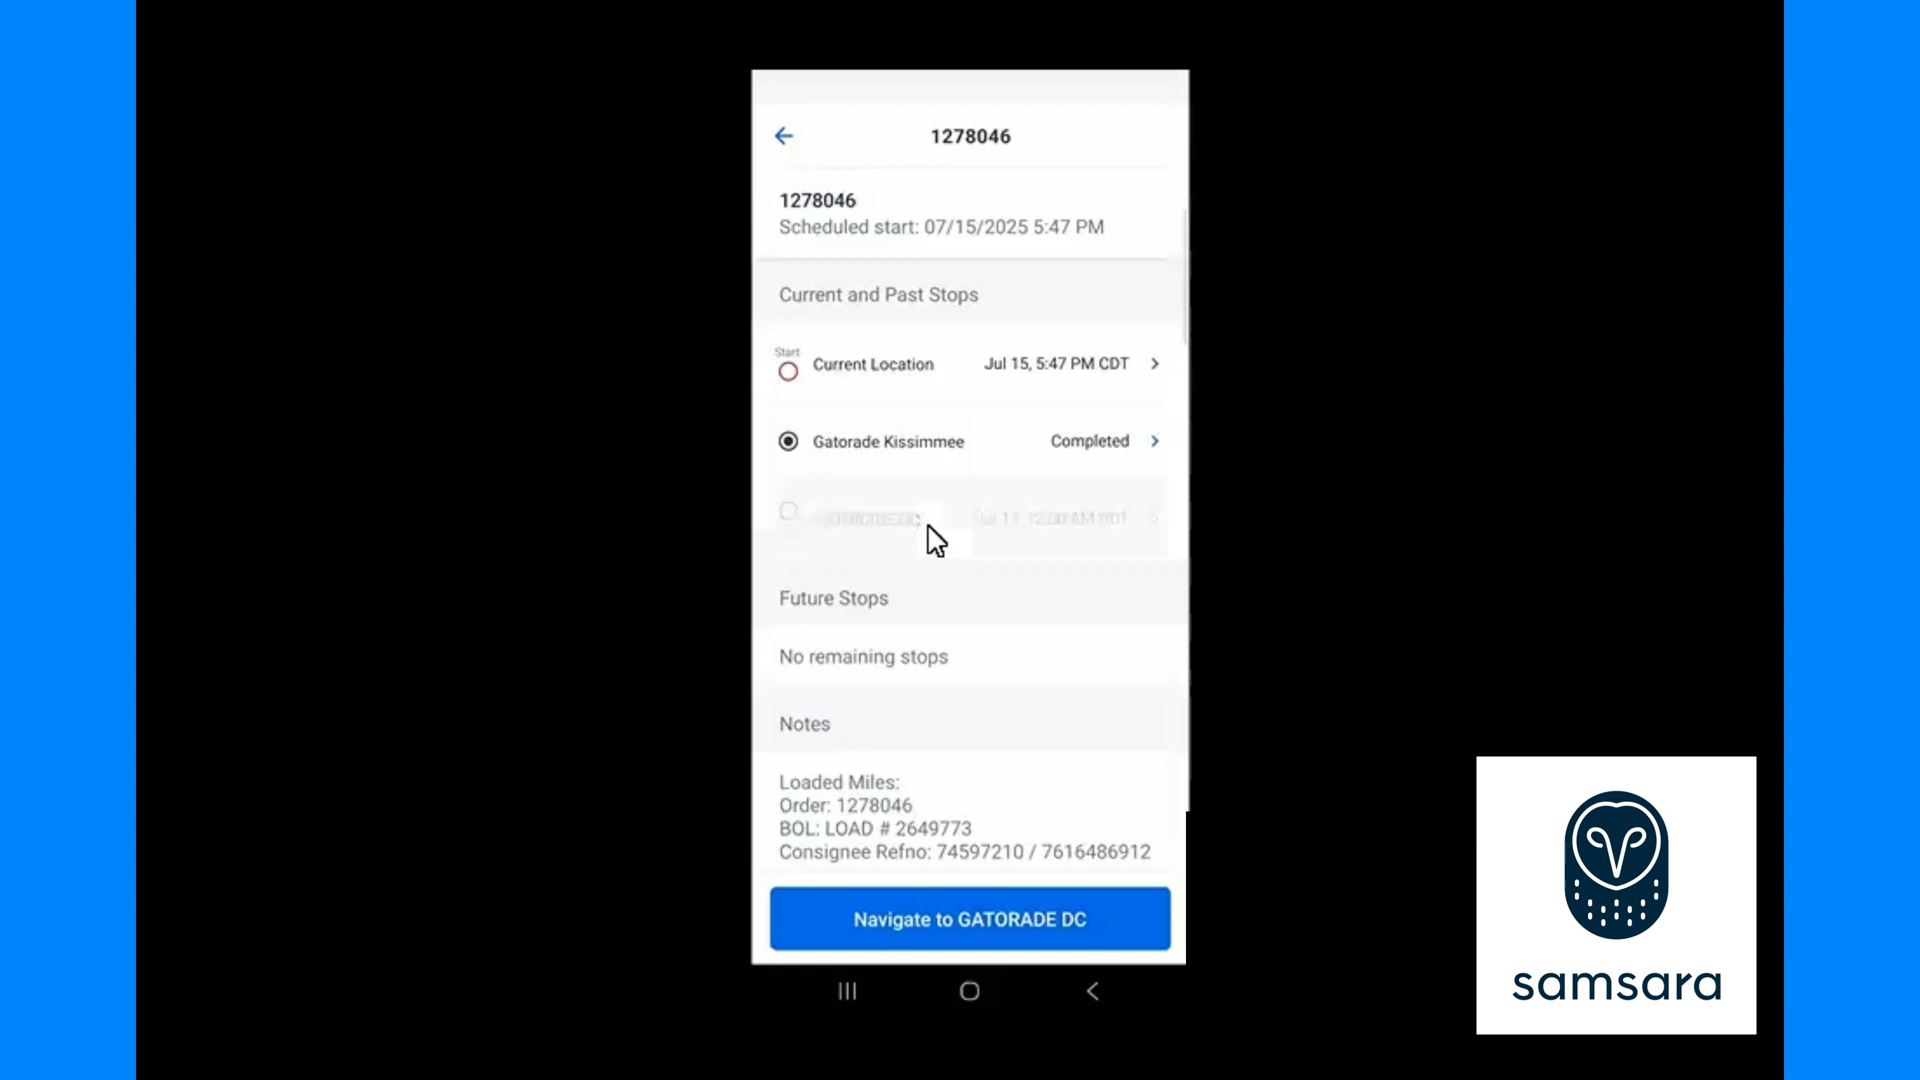 1278046
1278046
Scheduled start: 07/15/2025 5:47 PM
Current and Past Stops
Start
Current Location Jul 15, 5:47 PM CDT
Gatorade Kissimmee Completed
Future Stops
No remaining stops
Notes
Loaded Miles:
Order: 1278046
BOL: LOAD # 2649773
Consignee Refno: 74597210 / 7616486912
Navigate to GATORADE DC
samsara